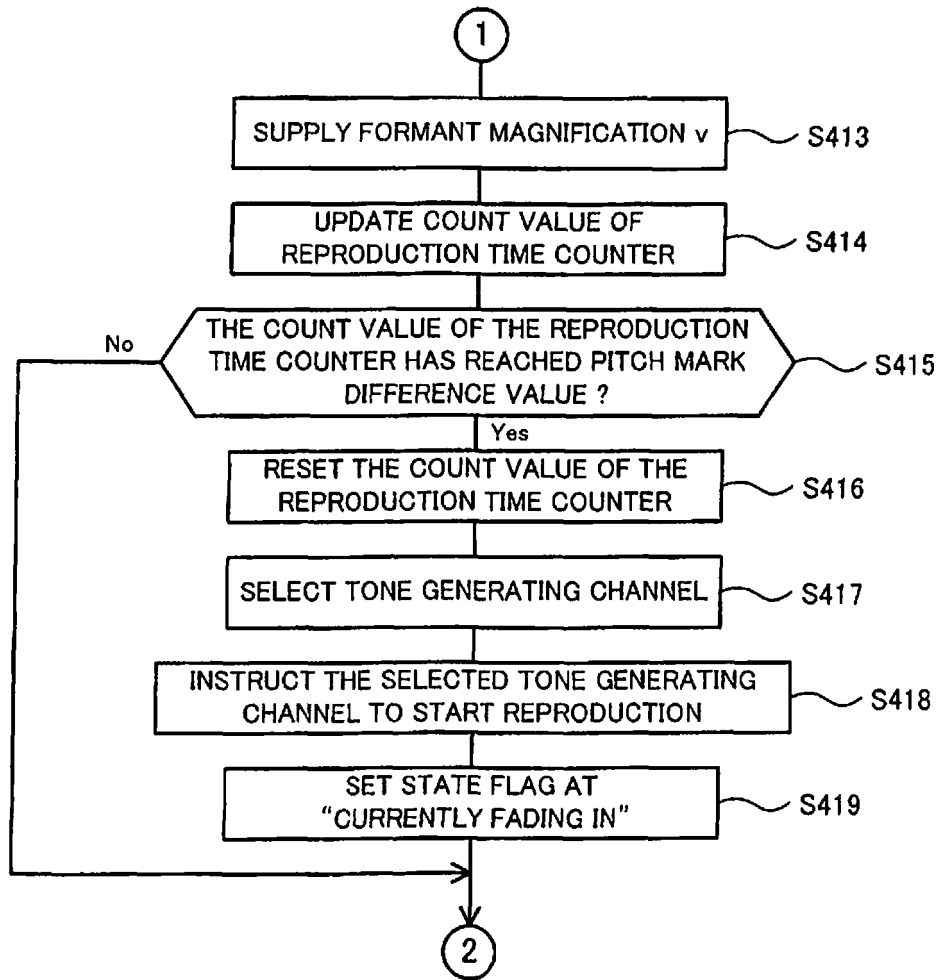 1
SUPPLY FORMANT MAGNIFICATION v
S413
UPDATE COUNT VALUE OF
REPRODUCTION TIME COUNTER
S414
THE COUNT VALUE OF THE REPRODUCTION
TIME COUNTER HAS REACHED PITCH MARK
DIFFERENCE VALUE ?
S415
No
Yes
RESET THE COUNT VALUE OF THE
REPRODUCTION TIME COUNTER
S416
SELECT TONE GENERATING CHANNEL
S417
INSTRUCT THE SELECTED TONE GENERATING
CHANNEL TO START REPRODUCTION
S418
SET STATE FLAG AT
“CURRENTLY FADING IN”
S419
2